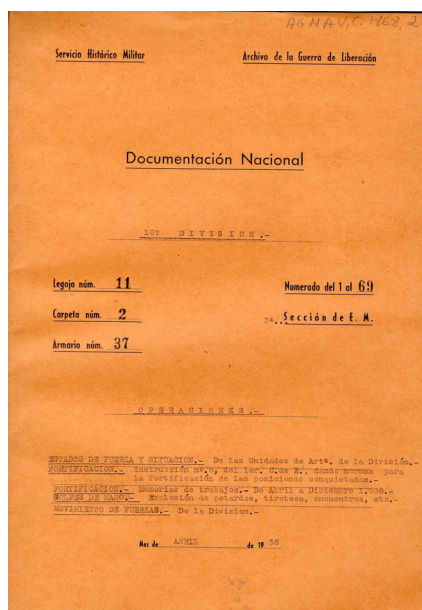 AGMAV, C. 1768, 2
Servicio Histórico Militar
Archivo de la Guerra de Liberación
Documentación Nacional
107 DIVISION.-
Legajo núm. 11
Numerado del 1 al 69
Carpeta núm. 2
3ª. Sección de E. M.
Armario núm. 37
OPERACIONES.-
ESTADOS DE FUERZA Y SITUACION.- De las Unidades de Artª. de la División.-
FORTIFICACION.- Instrucción nº.6, del 1er. C.de E., dando normas para
la fortificación de las posiciones conquistadas.-
FORTIFICACION.- Memorias de trabajos.- De Abril a Diciembre 1.938.-
GOLPES DE MANO.- Explosión de petardos, tiroteos, encuentros, etc.-
MOVIMIENTO DE FUERZAS.- De la Division.-
Mes de ABRIL de 19 38